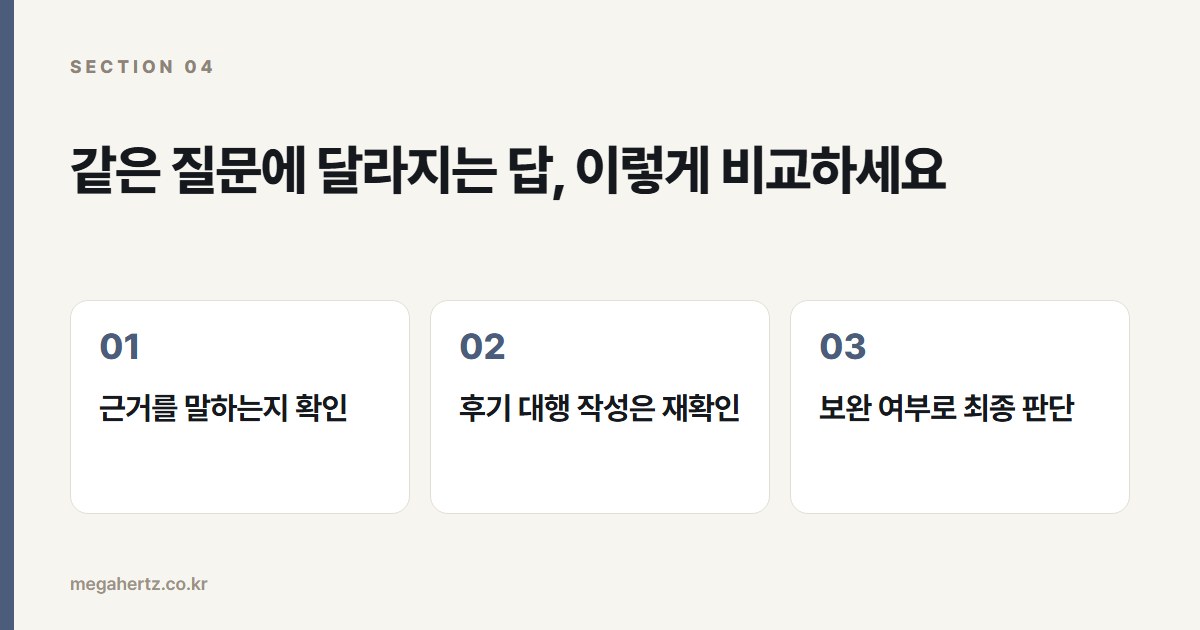 SECTION 04
같은 질문에 달라지는 답, 이렇게 비교하세요
01
근거를 말하는지 확인
02
후기 대행 작성은 재확인
03
보완 여부로 최종 판단
megahertz.co.kr